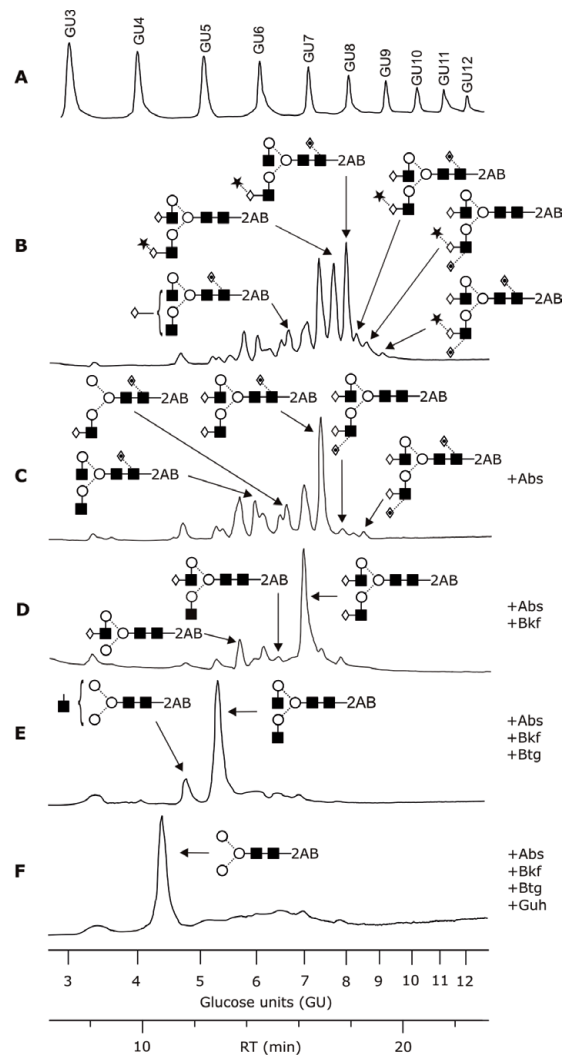 GU3
GU4
GU5
GU6
GU7
GU8
GU9
GU10
GU11
GU12
A
2AB
2AB
2AB
2AB
B
2AB
2AB
2AB
2AB
2AB
2AB
C
2AB
2AB
+Abs
2AB
2AB
D
2AB
+Abs
+Bkf
2AB
2AB
E
+Abs
+Bkf
+Btg
F
2AB
+Abs
+Bkf
+Btg
+Guh
3 4 5 6 7 8 9 10 11 12
Glucose units (GU)
10 RT (min) 20